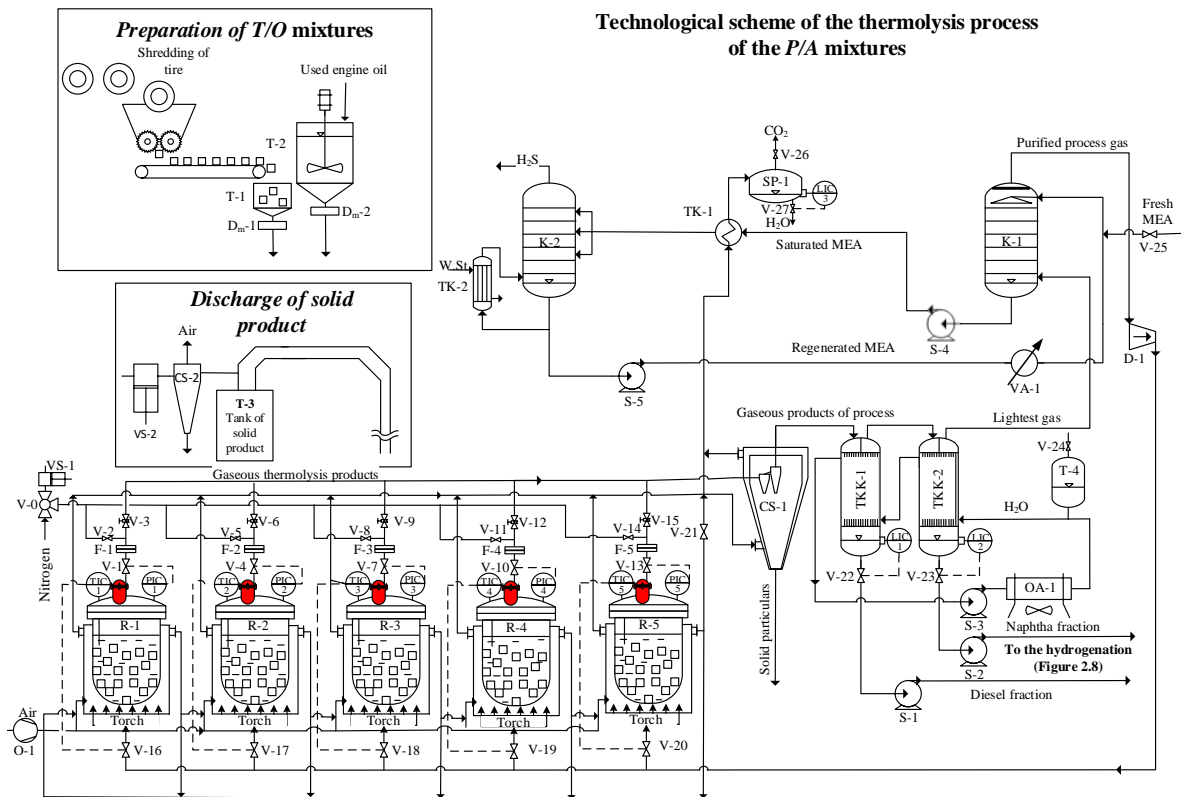 Preparation of T/O mixtures
Shredding of
tire
Used engine oil
T-2
T-1
Dm-1
Dm-2
Technological scheme of the thermolysis process
of the P/A mixtures
CO2
V-26
H2S
SP-1
LIC
3
V-27
H2O
TK-1
K-2
W.St
TK-2
Saturated MEA
Purified process gas
K-1
Fresh
MEA
V-25
S-4
D-1
Regenerated MEA
S-5
VA-1
Discharge of solid
product
Air
CS-2
VS-2
T-3
Tank of
solid
product
Gaseous products of process
Lightest gas
V-24
T-4
TKK-1
TKK-2
H2O
CS-1
LIC
1
LIC
2
V-22
V-23
OA-1
S-3
Naphtha fraction
To the hydrogenation
(Figure 2.8)
S-2
Diesel fraction
S-1
Solid particulars
Gaseous thermolysis products
VS-1
V-0
Nitrogen
V-3
V-6
V-9
V-12
V-15
V-2
V-5
V-8
V-11
V-14
V-21
F-1
F-2
F-3
F-4
F-5
V-1
V-4
V-7
V-10
V-13
TIC
1
PIC
1
TIC
2
PIC
2
TIC
3
PIC
3
TIC
4
PIC
4
TIC
5
PIC
5
R-1
R-2
R-3
R-4
R-5
Air
O-1
Torch
Torch
Torch
Torch
Torch
V-16
V-17
V-18
V-19
V-20